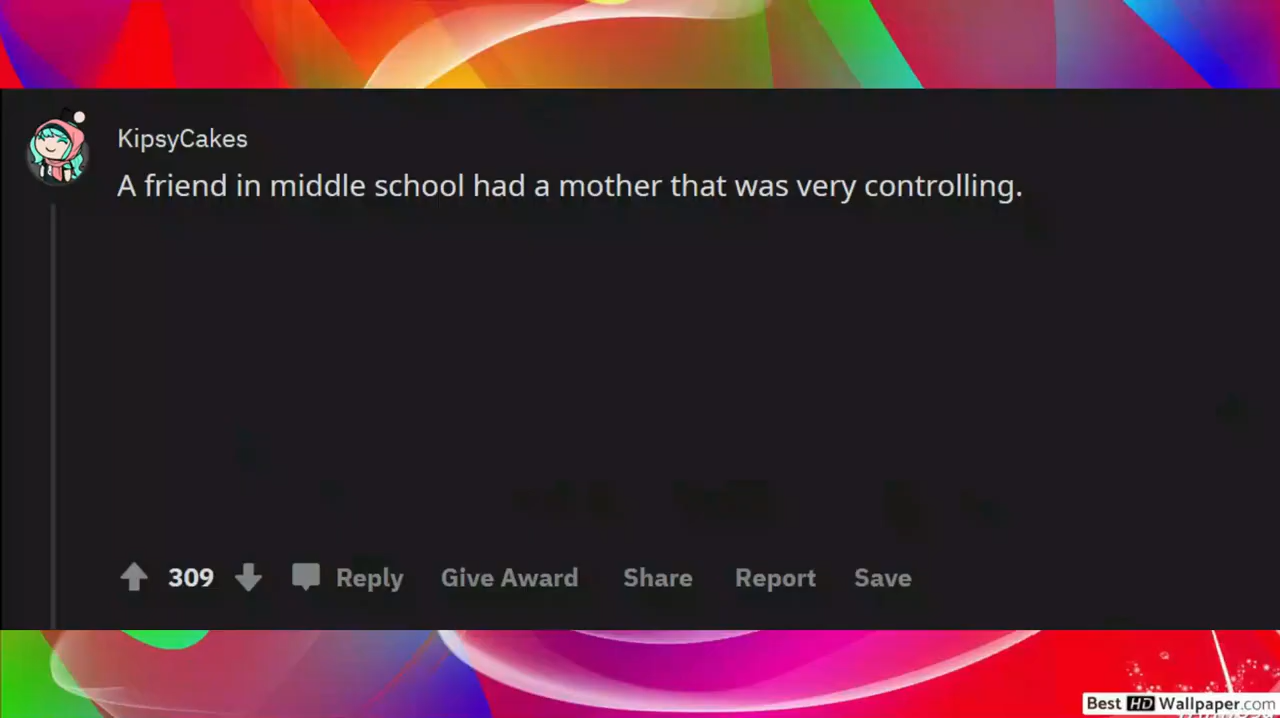 KipsyCakes
A friend in middle school had a mother that was very controlling.
309 Reply Give Award Share Report Save
Best HD Wallpaper.com